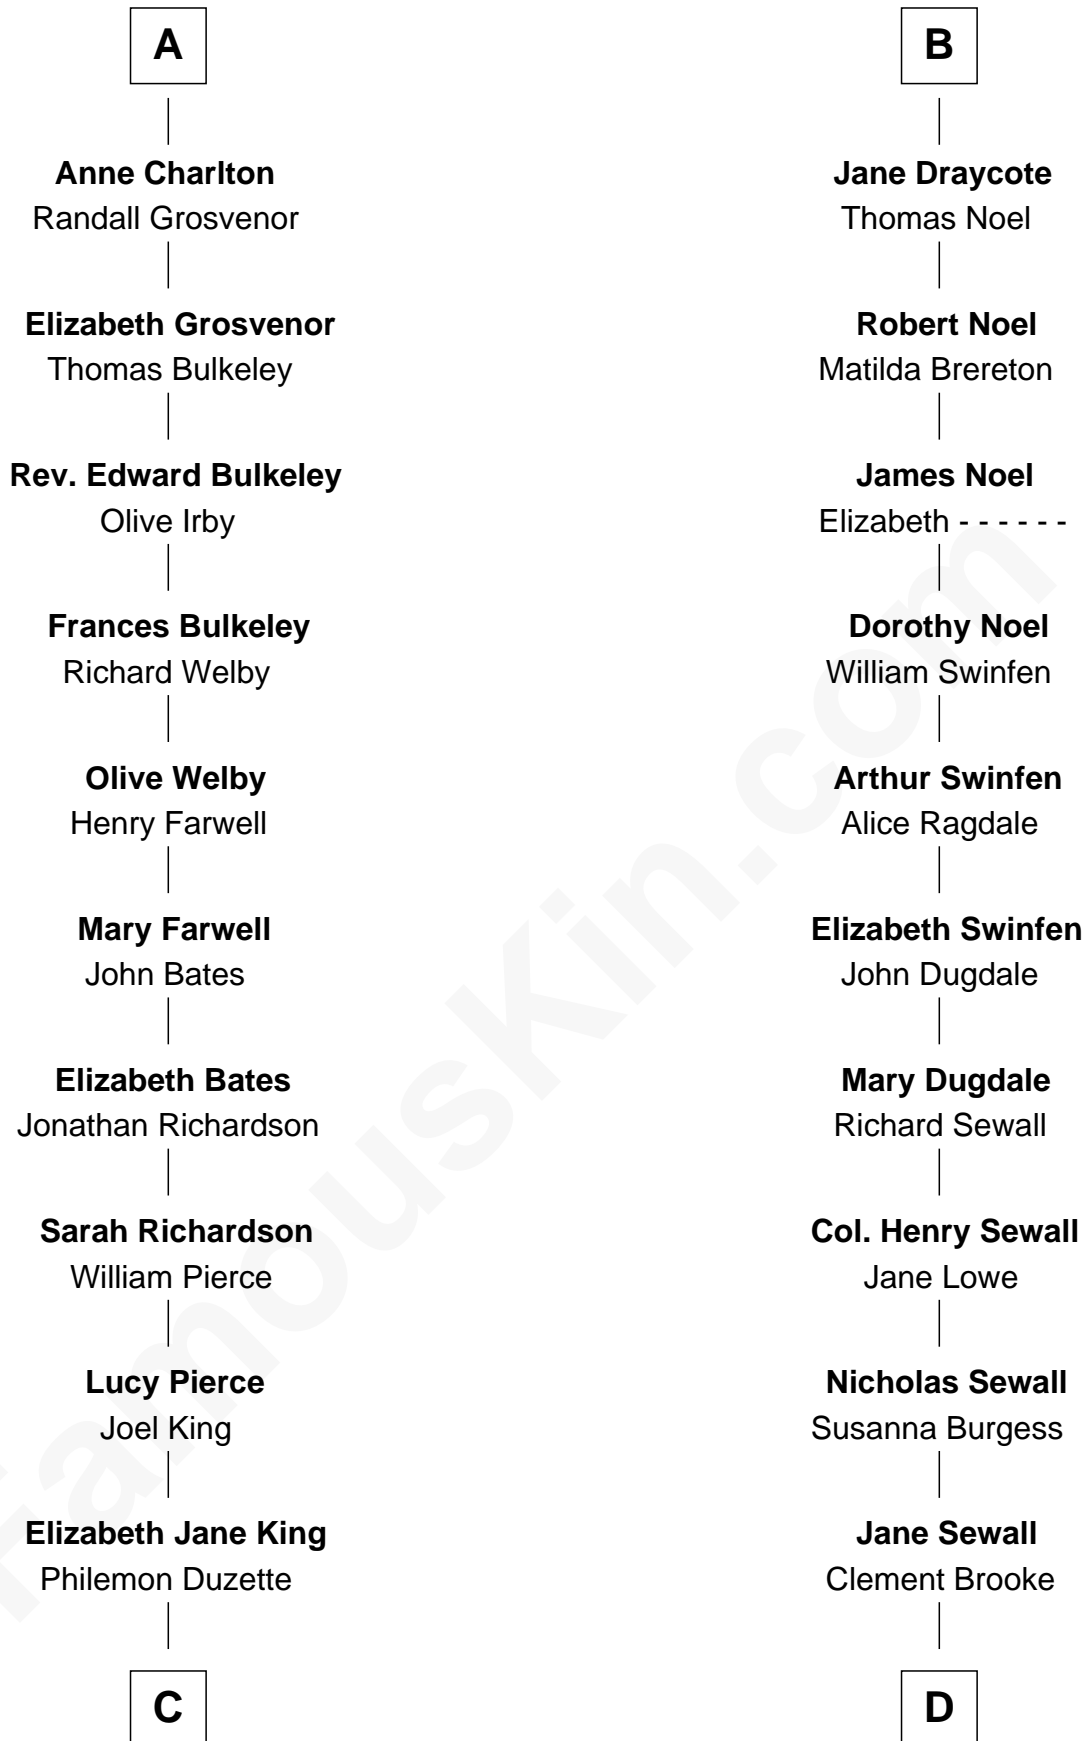 A
Anne Charlton
Randall Grosvenor
Elizabeth Grosvenor
Thomas Bulkeley
Rev. Edward Bulkeley
Olive Irby
Frances Bulkeley
Richard Welby
Olive Welby
Henry Farwell
Mary Farwell
John Bates
Elizabeth Bates
Jonathan Richardson
Sarah Richardson
William Pierce
Lucy Pierce
Joel King
Elizabeth Jane King
Philemon Duzette
C
B
Jane Draycote
Thomas Noel
Robert Noel
Matilda Brereton
James Noel
Elizabeth - - - - - -
Dorothy Noel
William Swinfen
Arthur Swinfen
Alice Ragdale
Elizabeth Swinfen
John Dugdale
Mary Dugdale
Richard Sewall
Col. Henry Sewall
Jane Lowe
Nicholas Sewall
Susanna Burgess
Jane Sewall
Clement Brooke
D
FamousKin.com